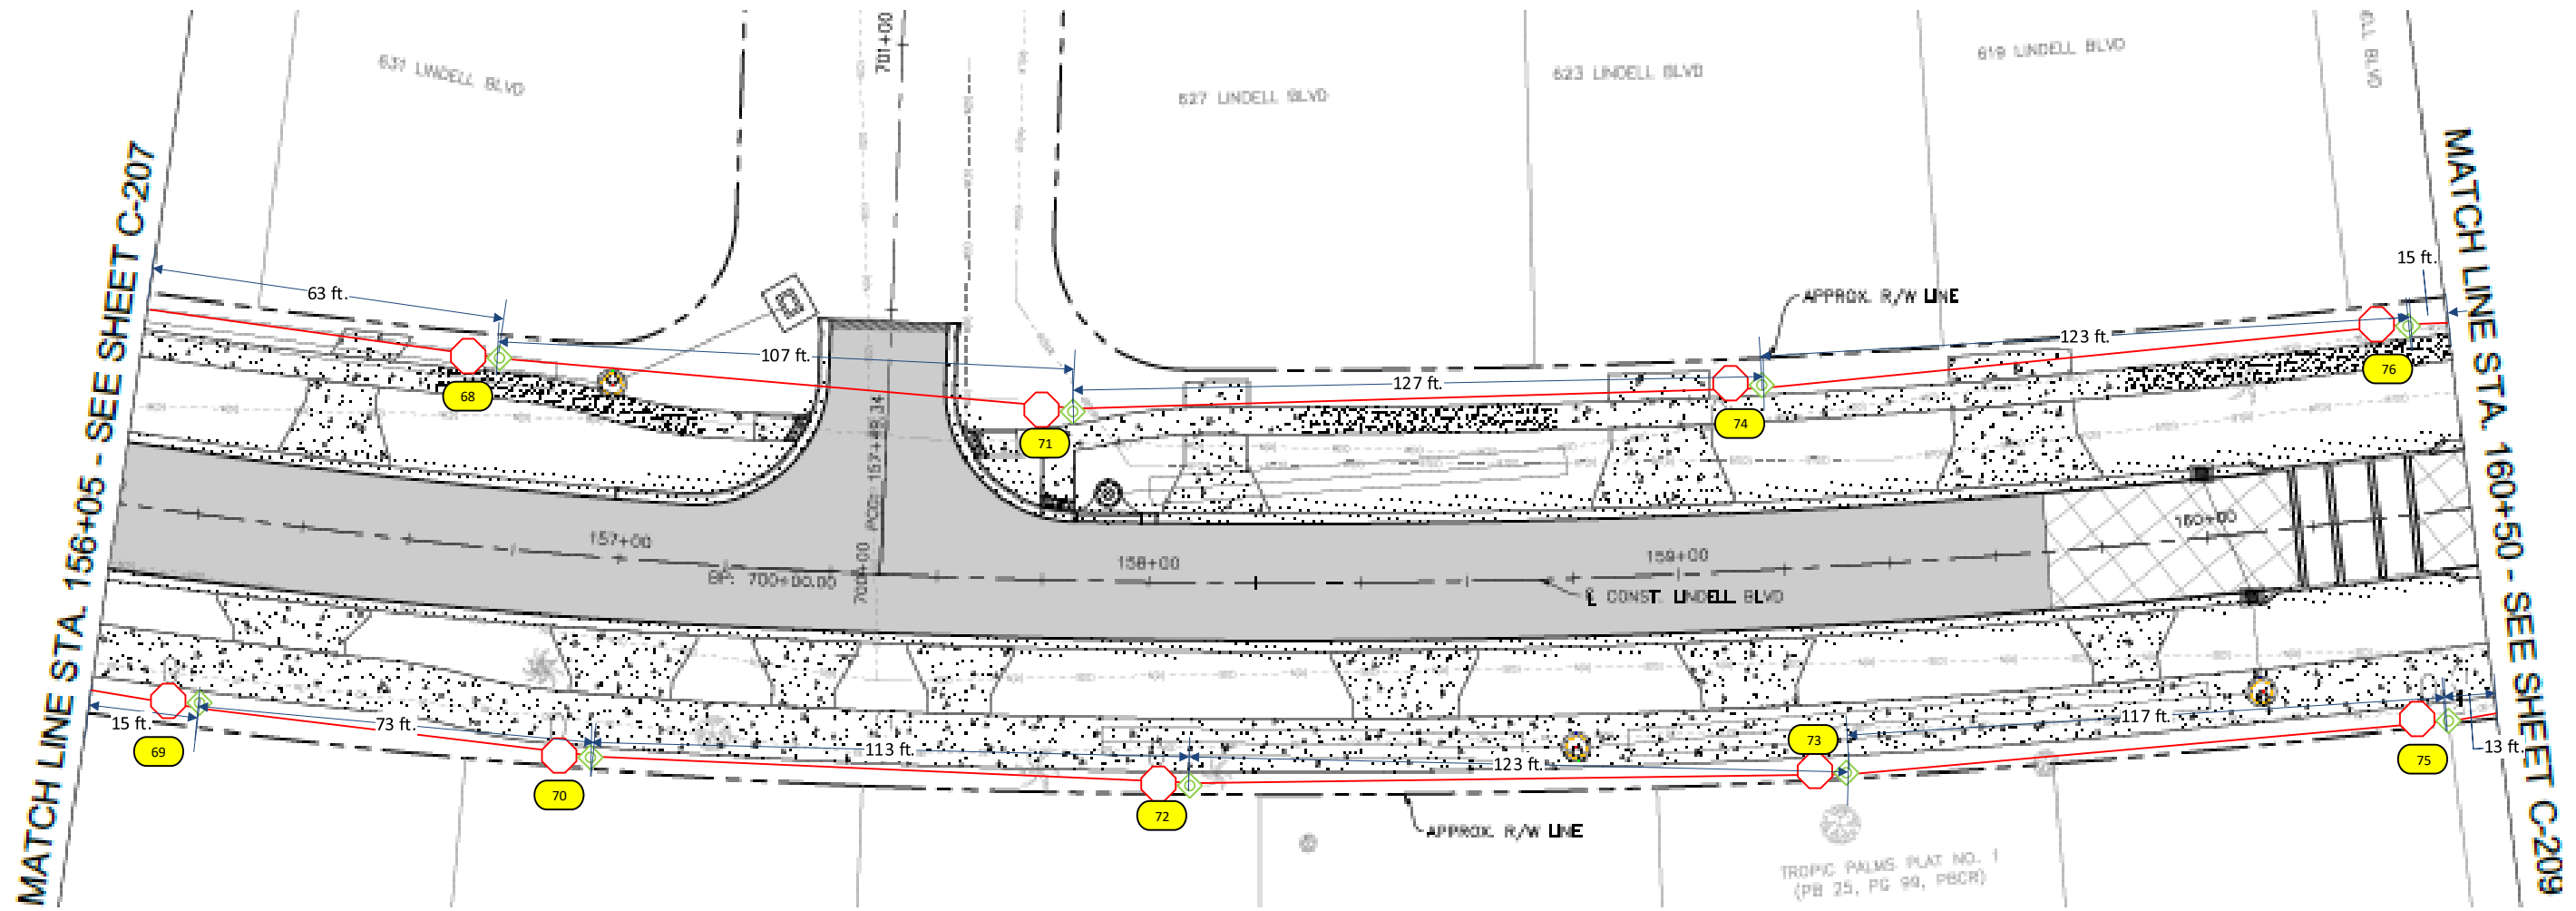 701+00
631 LINDELL BLVD
627 LINDELL BLVD
623 LINDELL BLVD
619 LINDELL BLVD
LL BLVD
MATCH LINE STA. 156+05 - SEE SHEET C-207
MATCH LINE STA. 160+50 - SEE SHEET C-209
63 ft.
107 ft.
127 ft.
123 ft.
15 ft.
APPROX. R/W LINE
68
71
74
76
157+00
158+00
159+00
160+00
BP: 700+00.00
700+00
L CONST. LINDELL BLVD
15 ft.
73 ft.
113 ft.
123 ft.
117 ft.
13 ft.
69
70
72
73
75
APPROX. R/W LINE
TROPIC PALMS PLAT NO. 1
(PB 25, PG 99, PBCR)